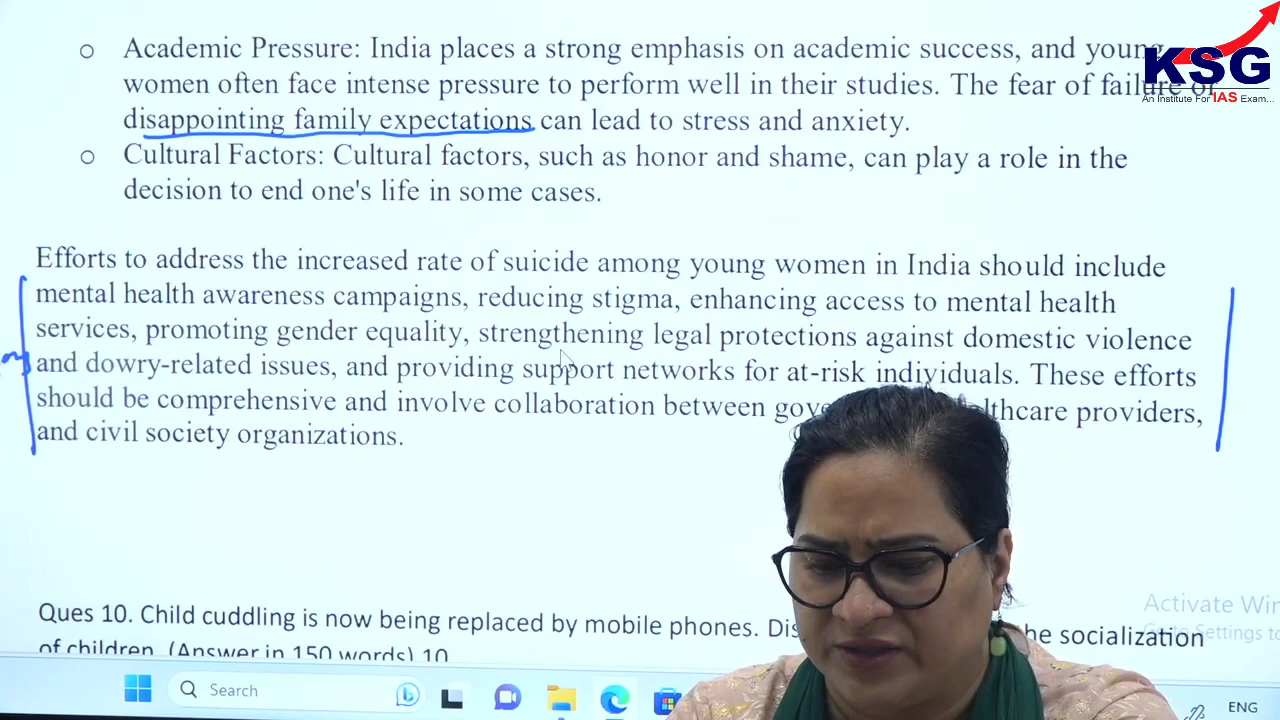 ○ Academic Pressure: India places a strong emphasis on academic success, and young
women often face intense pressure to perform well in their studies. The fear of failure or
disappointing family expectations can lead to stress and anxiety.
○ Cultural Factors: Cultural factors, such as honor and shame, can play a role in the
decision to end one's life in some cases.
KSG
An Institute For IAS Exam...
Efforts to address the increased rate of suicide among young women in India should include
mental health awareness campaigns, reducing stigma, enhancing access to mental health
services, promoting gender equality, strengthening legal protections against domestic violence
and dowry-related issues, and providing support networks for at-risk individuals. These efforts
should be comprehensive and involve collaboration between providers,
and civil society organizations.
Ques 10. Child cuddling is now being replaced by mobile phones. socialization
of children. (Answer in 150 words) 10
Activate
Settings
Search
ENG